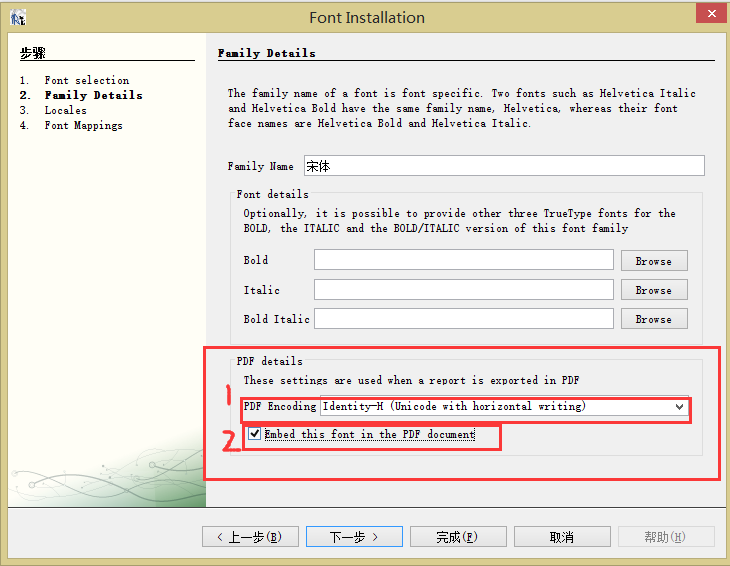 Font Installation
步骤
1. Font selection
2. Family Details
3. Locales
4. Font Mappings
Family Details
The family name of a font is font specific. Two fonts such as Helvetica Italic
and Helvetica Bold have the same family name, Helvetica, whereas their font
face names are Helvetica Bold and Helvetica Italic.
Family Name 宋体
Font details
Optionally, it is possible to provide other three TrueType fonts for the
BOLD, the ITALIC and the BOLD/ITALIC version of this font family
Bold Browse
Italic Browse
Bold Italic Browse
PDF details
These settings are used when a report is exported in PDF
1 PDF Encoding Identity-H (Unicode with horizontal writing)
2 Embed this font in the PDF document
< 上一步(B) 下一步 > 完成(F) 取消 帮助(H)